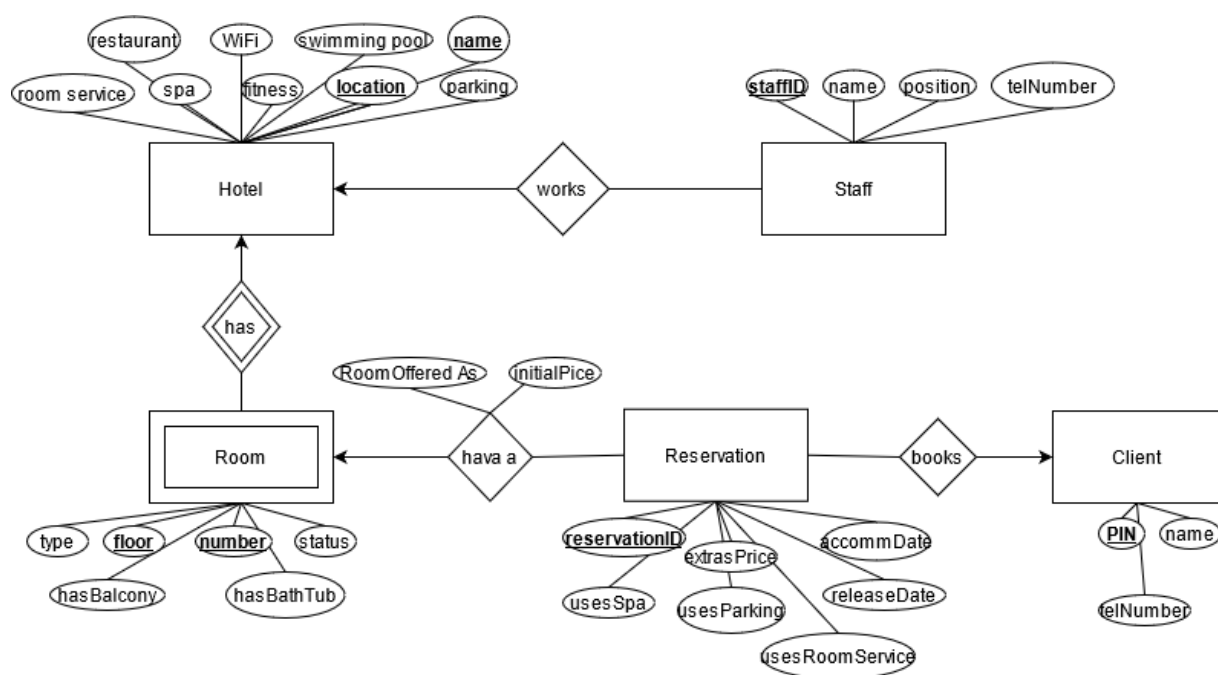 restaurant
WiFi
swimming pool
name
room service
spa
fitness
location
parking
staffID
name
position
telNumber
Hotel
works
Staff
has
RoomOffered As
initialPice
Room
hava a
Reservation
books
Client
type
floor
number
status
hasBalcony
hasBathTub
reservationID
extrasPrice
accommDate
usesSpa
usesParking
releaseDate
usesRoomService
PIN
name
telNumber